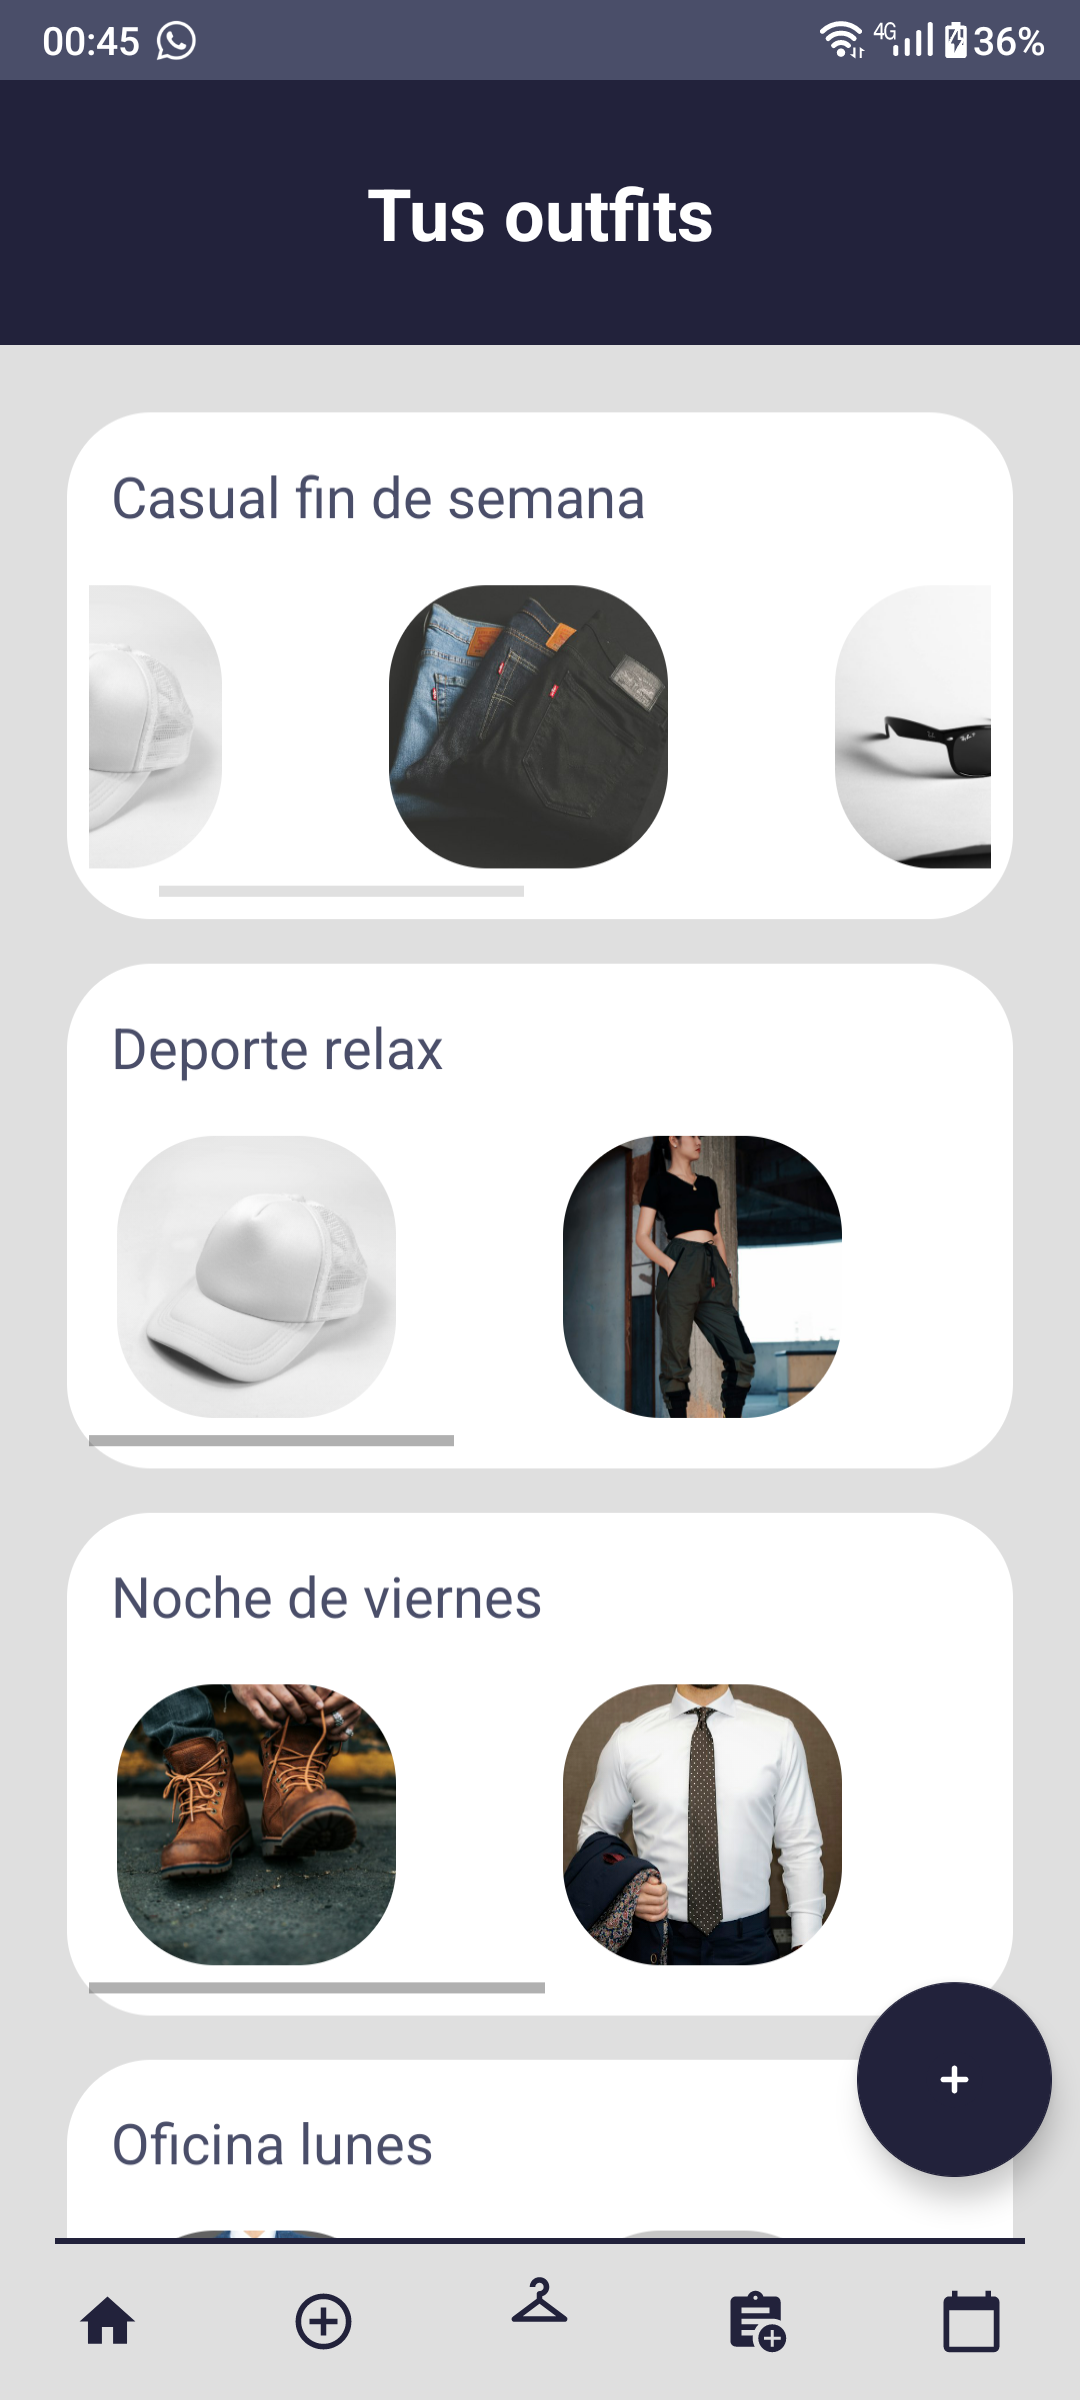 00:45
4G
36%
Tus outfits
Casual fin de semana
Deporte relax
Noche de viernes
Oficina lunes